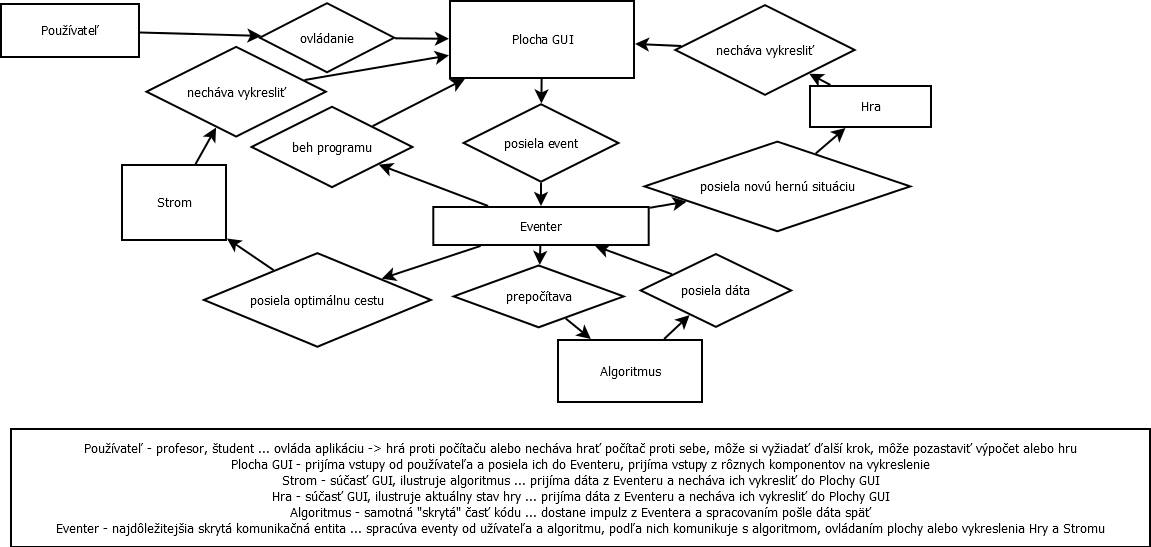 Používateľ
ovládanie
Plocha GUI
necháva vykresliť
necháva vykresliť
Hra
beh programu
posiela event
posiela novú hernú situáciu
Strom
Eventer
posiela optimálnu cestu
prepočítava
posiela dáta
Algoritmus
Používateľ - profesor, študent ... ovláda aplikáciu -> hrá proti počítaču alebo necháva hrať počítač proti sebe, môže si vyžiadať ďalší krok, môže pozastaviť výpočet alebo hru
Plocha GUI - prijíma vstupy od používateľa a posiela ich do Eventeru, prijíma vstupy z rôznych komponentov na vykreslenie
Strom - súčasť GUI, ilustruje algoritmus ... prijíma dáta z Eventeru a necháva ich vykresliť do Plochy GUI
Hra - súčasť GUI, ilustruje aktuálny stav hry ... prijíma dáta z Eventeru a necháva ich vykresliť do Plochy GUI
Algoritmus - samotná "skrytá" časť kódu ... dostane impulz z Eventera a spracovaním pošle dáta späť
Eventer - najdôležitejšia skrytá komunikačná entita ... spracúva eventy od užívateľa a algoritmu, podľa nich komunikuje s algoritmom, ovládaním plochy alebo vykreslenia Hry a Stromu